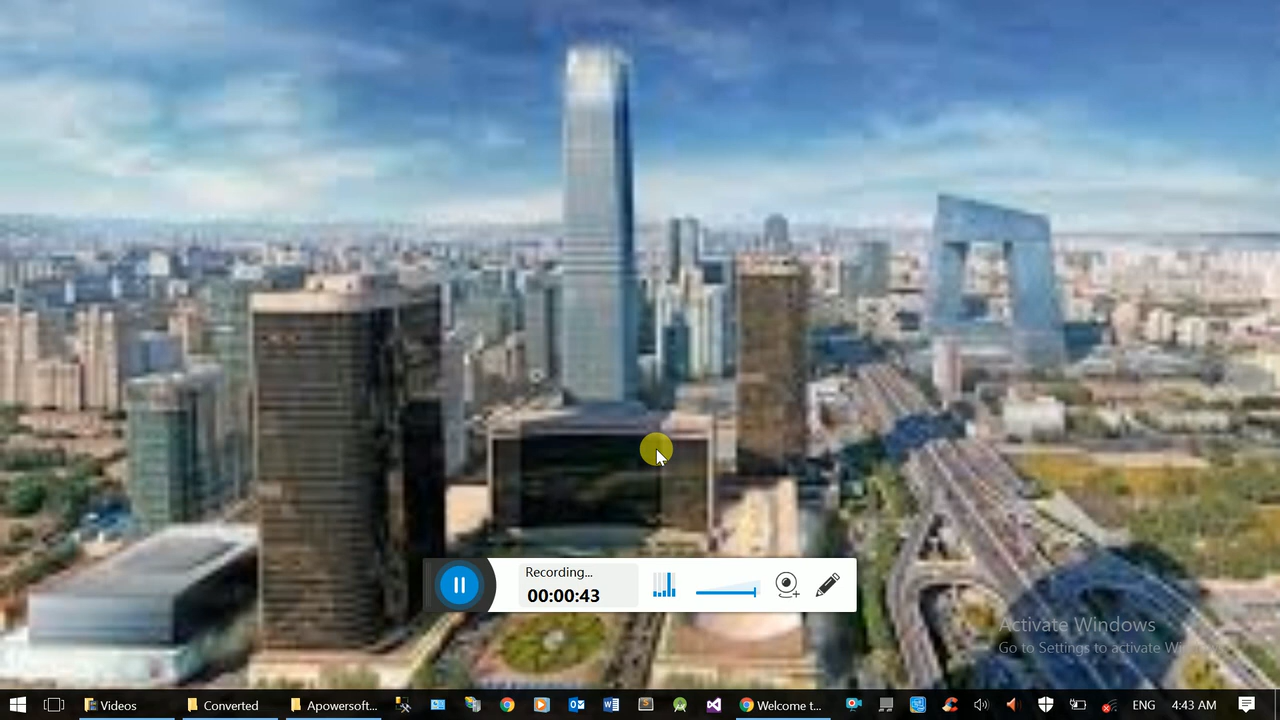 Recording...
00:00:43
Activate Windows
Go to Settings to activate
Videos
Converted
Apowersoft...
Welcome t...
ENG
4:43 AM